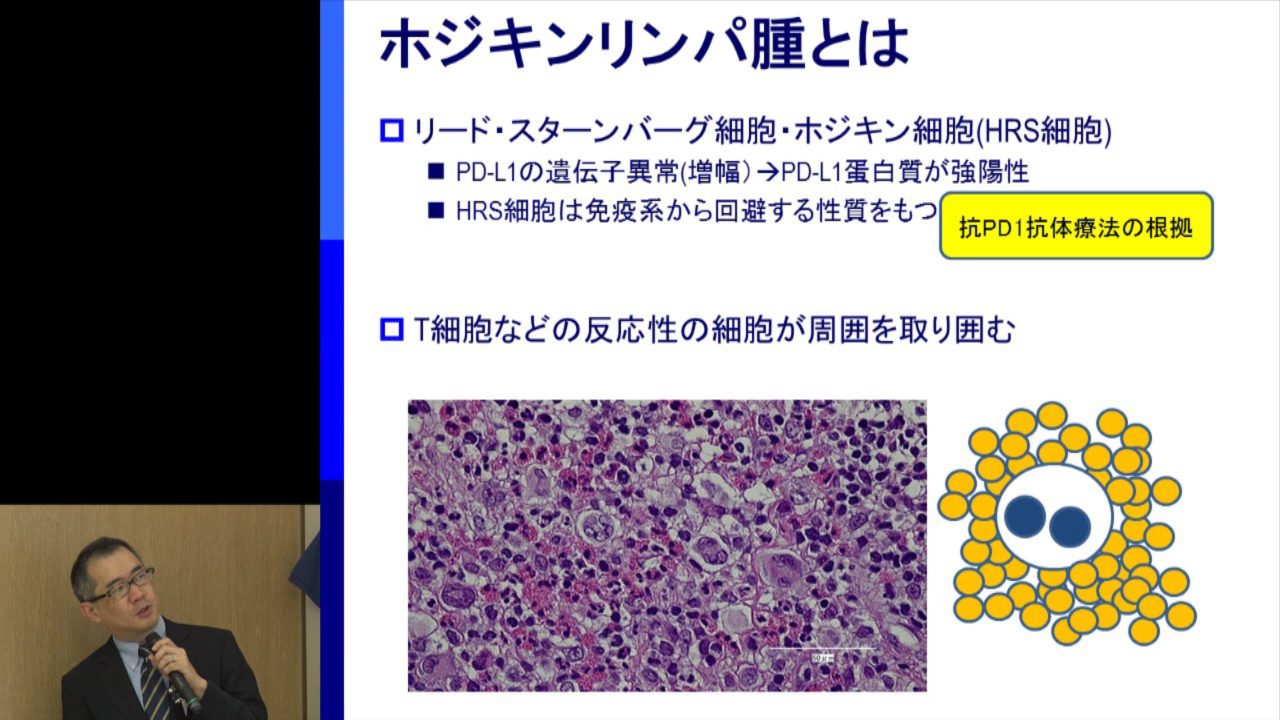 ホジキンリンパ腫とは
リード・スターンバーグ細胞・ホジキン細胞(HRS細胞)
PD-L1の遺伝子異常(増幅)→PD-L1蛋白質が強陽性
HRS細胞は免疫系から回避する性質をもつ
抗PD1抗体療法の根拠
T細胞などの反応性の細胞が周囲を取り囲む
50μm